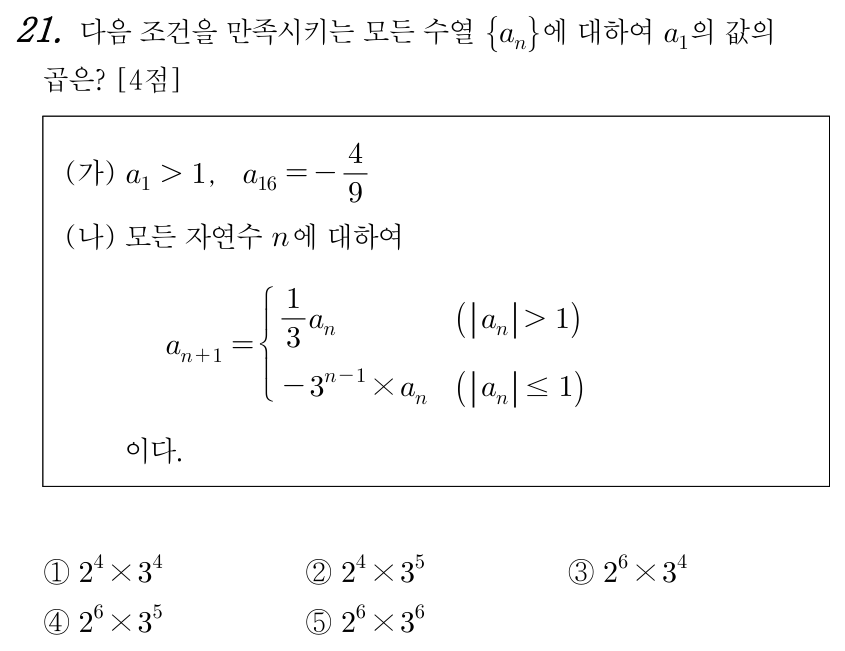 21. 다음 조건을 만족시키는 모든 수열 {aₙ}에 대하여 a₁의 값의
곱은? [4점]
(가) a₁ > 1, a₁₆ = -4/9
(나) 모든 자연수 n에 대하여
aₙ₊₁ = { 1/3 aₙ (|aₙ| > 1)
-3ⁿ⁻¹ × aₙ (|aₙ| ≤ 1)
이다.
① 2⁴×3⁴ ② 2⁴×3⁵ ③ 2⁶×3⁴
④ 2⁶×3⁵ ⑤ 2⁶×3⁶